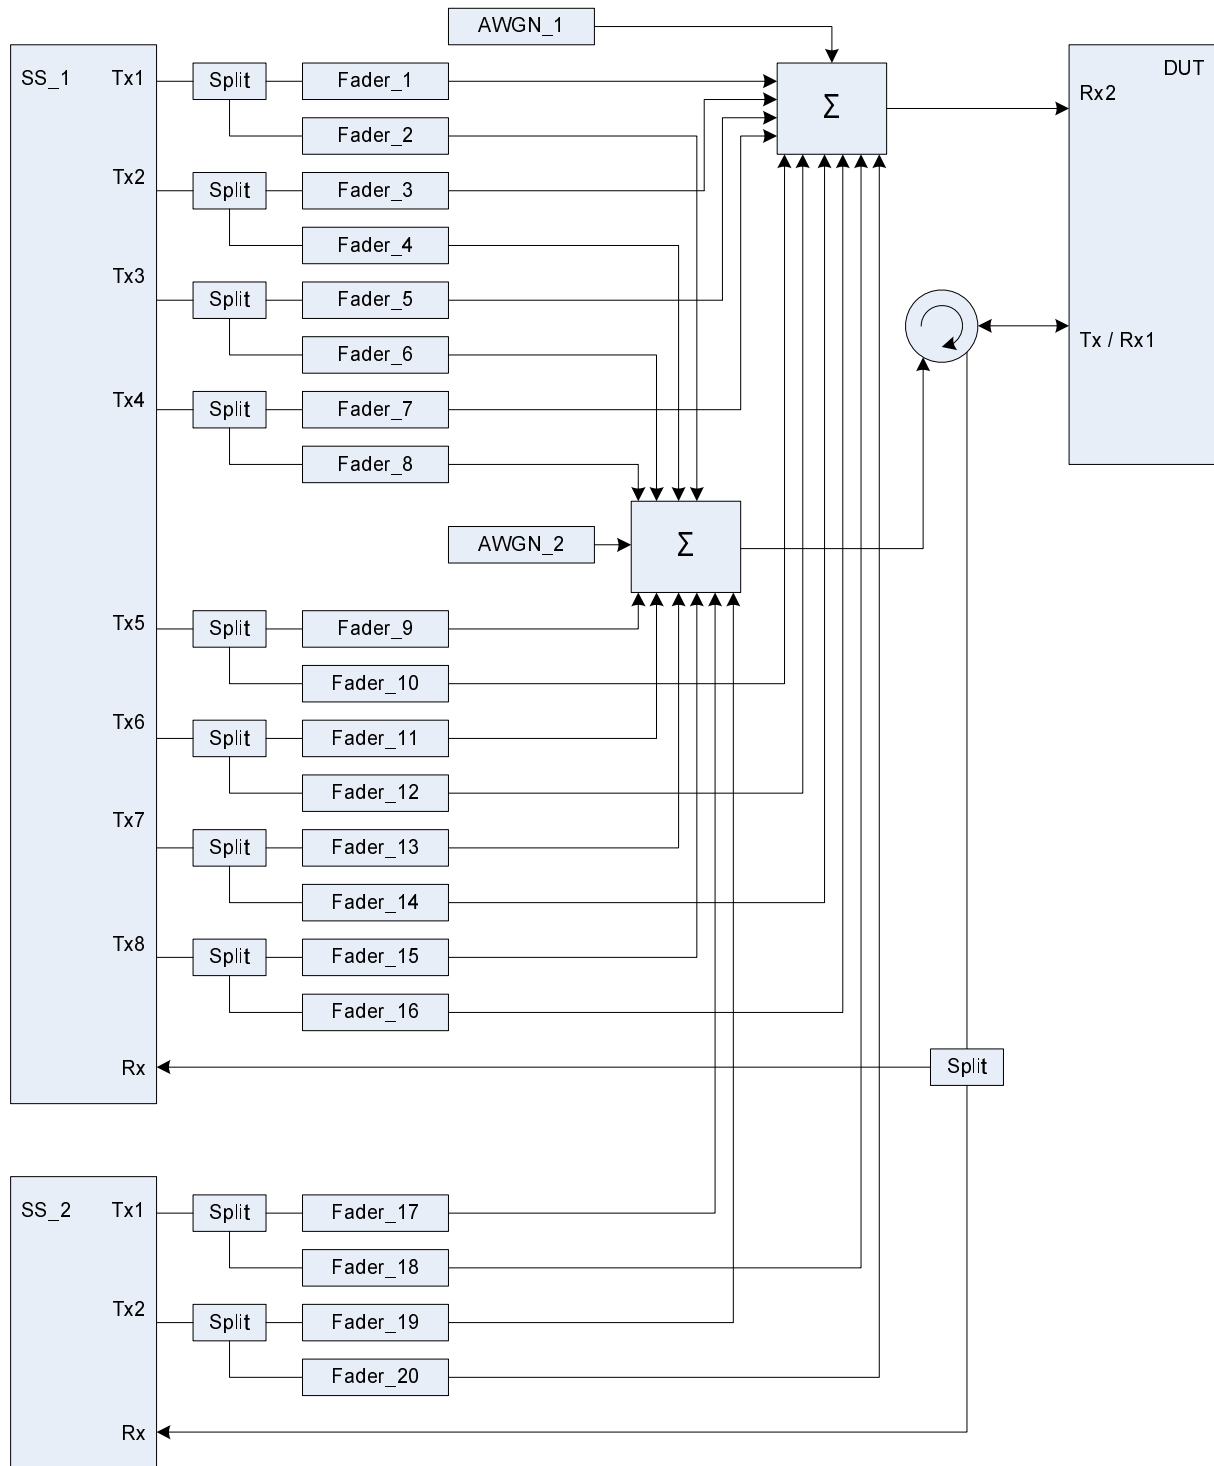 AWGN_1
SS_1
Tx1
Split
Fader_1
Σ
DUT
Rx2
Fader_2
Tx2
Split
Fader_3
Fader_4
Tx3
Split
Fader_5
Fader_6
Tx / Rx1
Tx4
Split
Fader_7
Fader_8
AWGN_2
Σ
Tx5
Split
Fader_9
Fader_10
Tx6
Split
Fader_11
Fader_12
Tx7
Split
Fader_13
Fader_14
Tx8
Split
Fader_15
Fader_16
Rx
Split
SS_2
Tx1
Split
Fader_17
Fader_18
Tx2
Split
Fader_19
Fader_20
Rx